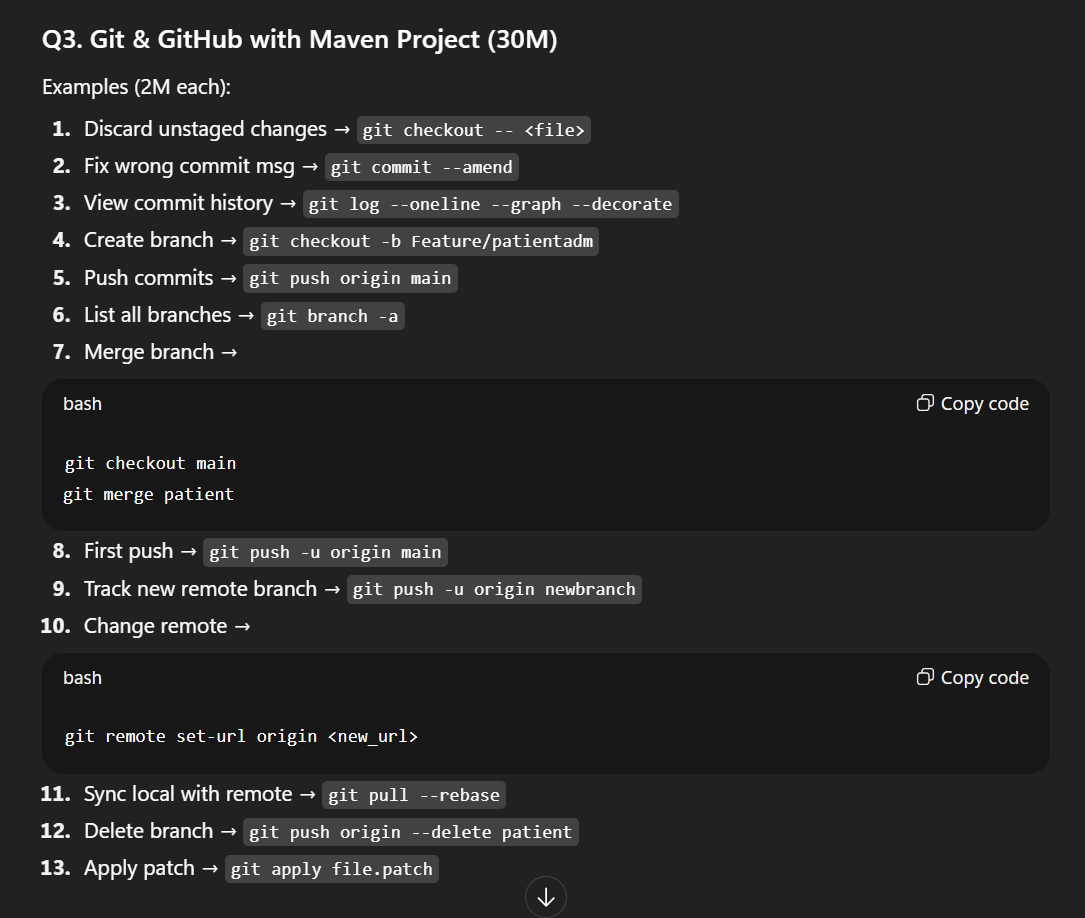 Q3. Git & GitHub with Maven Project (30M)
Examples (2M each):
1. Discard unstaged changes → git checkout -- <file>
2. Fix wrong commit msg → git commit --amend
3. View commit history → git log --oneline --graph --decorate
4. Create branch → git checkout -b Feature/patientadm
5. Push commits → git push origin main
6. List all branches → git branch -a
7. Merge branch →
bash Copy code
git checkout main
git merge patient
8. First push → git push -u origin main
9. Track new remote branch → git push -u origin newbranch
10. Change remote →
bash Copy code
git remote set-url origin <new_url>
11. Sync local with remote → git pull --rebase
12. Delete branch → git push origin --delete patient
13. Apply patch → git apply file.patch